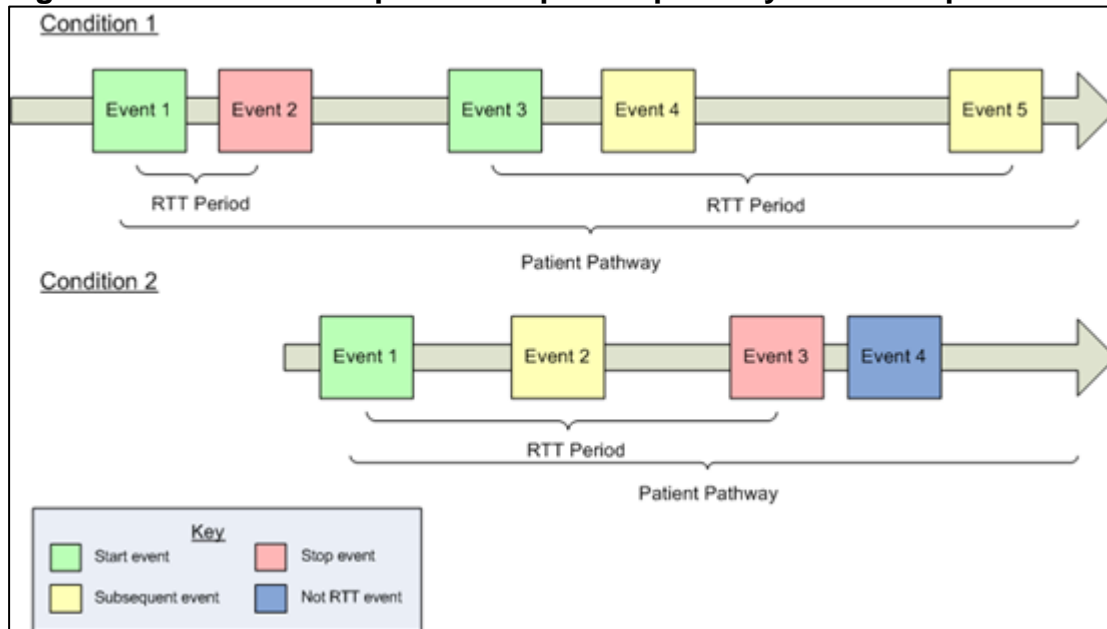 Condition 1
Event 1
Event 2
Event 3
Event 4
Event 5
RTT Period
RTT Period
Patient Pathway
Condition 2
Event 1
Event 2
Event 3
Event 4
RTT Period
Patient Pathway
Key
Start event
Stop event
Subsequent event
Not RTT event